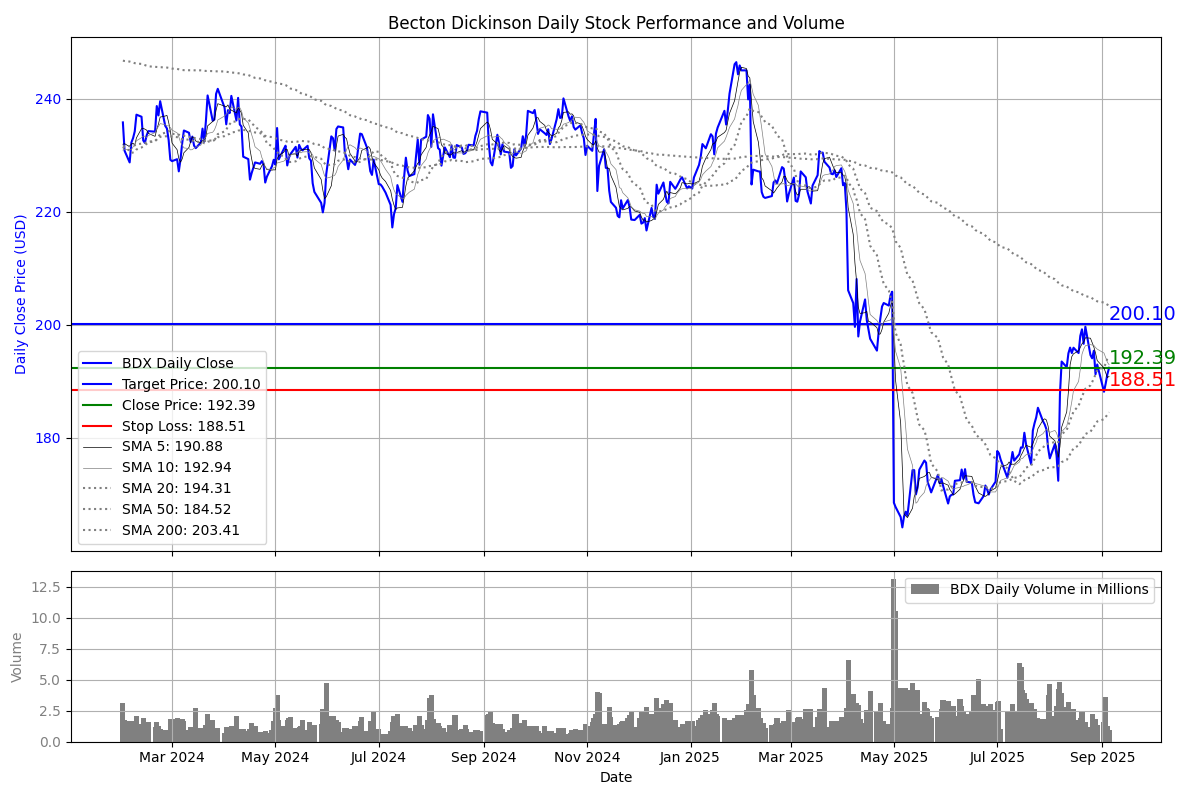 Becton Dickinson Daily Stock Performance and Volume
Daily Close Price (USD)
240
220
200
180
200.10
192.39
188.51
BDX Daily Close
Target Price: 200.10
Close Price: 192.39
Stop Loss: 188.51
SMA 5: 190.88
SMA 10: 192.94
SMA 20: 194.31
SMA 50: 184.52
SMA 200: 203.41
Volume
12.5
10.0
7.5
5.0
2.5
0.0
BDX Daily Volume in Millions
Mar 2024
May 2024
Jul 2024
Sep 2024
Nov 2024
Jan 2025
Mar 2025
May 2025
Jul 2025
Sep 2025
Date